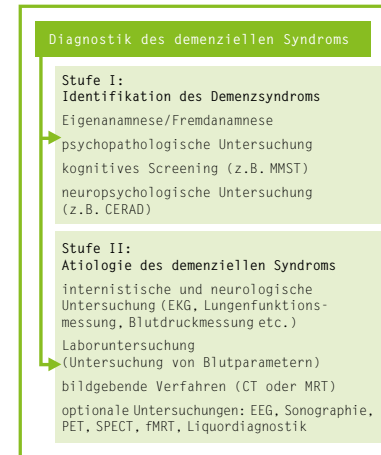 Diagnostik des demenziellen Syndroms
Stufe I:
Identifikation des Demenzsyndroms
Eigenanamnese/Fremdanamnese
psychopathologische Untersuchung
kognitives Screening (z.B. MMST)
neuropsychologische Untersuchung
(z.B. CERAD)
Stufe II:
Atiologie des demenziellen Syndroms
internistische und neurologische
Untersuchung (EKG, Lungenfunktions-
messung, Blutdruckmessung etc.)
Laboruntersuchung
(Untersuchung von Blutparametern)
bildgebende Verfahren (CT oder MRT)
optionale Untersuchungen: EEG, Sonographie,
PET, SPECT, fMRT, Liquordiagnostik